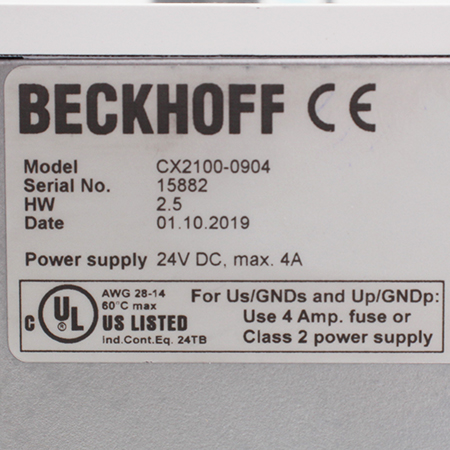 BECKHOFF CE
Model CX2100-0904
Serial No. 15882
HW 2.5
Date 01.10.2019
Power supply 24V DC, max. 4A
C UL US LISTED
AWG 28-14
60°C max
Ind.Cont.Eq. 24TB
For Us/GNDs and Up/GNDp:
Use 4 Amp. fuse or
Class 2 power supply